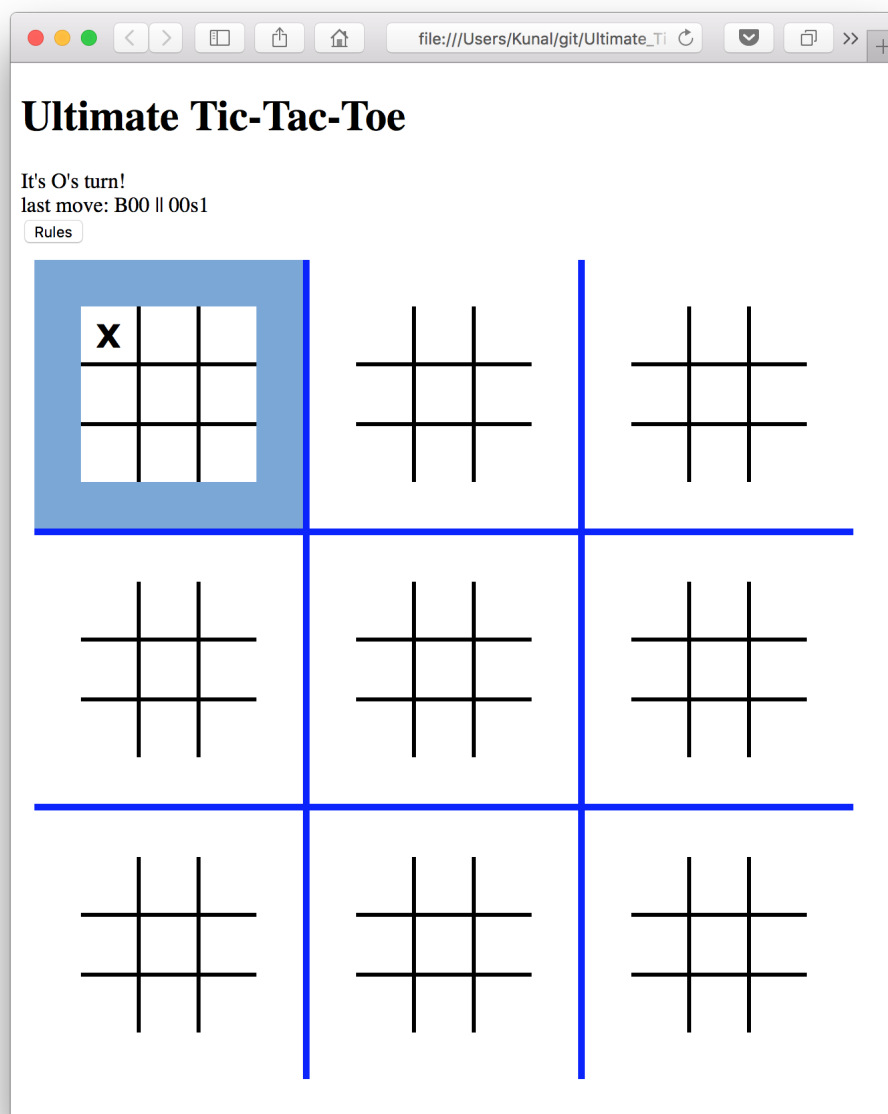 file:///Users/Kunal/git/Ultimate_Ti
Ultimate Tic-Tac-Toe
It's O's turn!
last move: B00 || 00s1
Rules
X